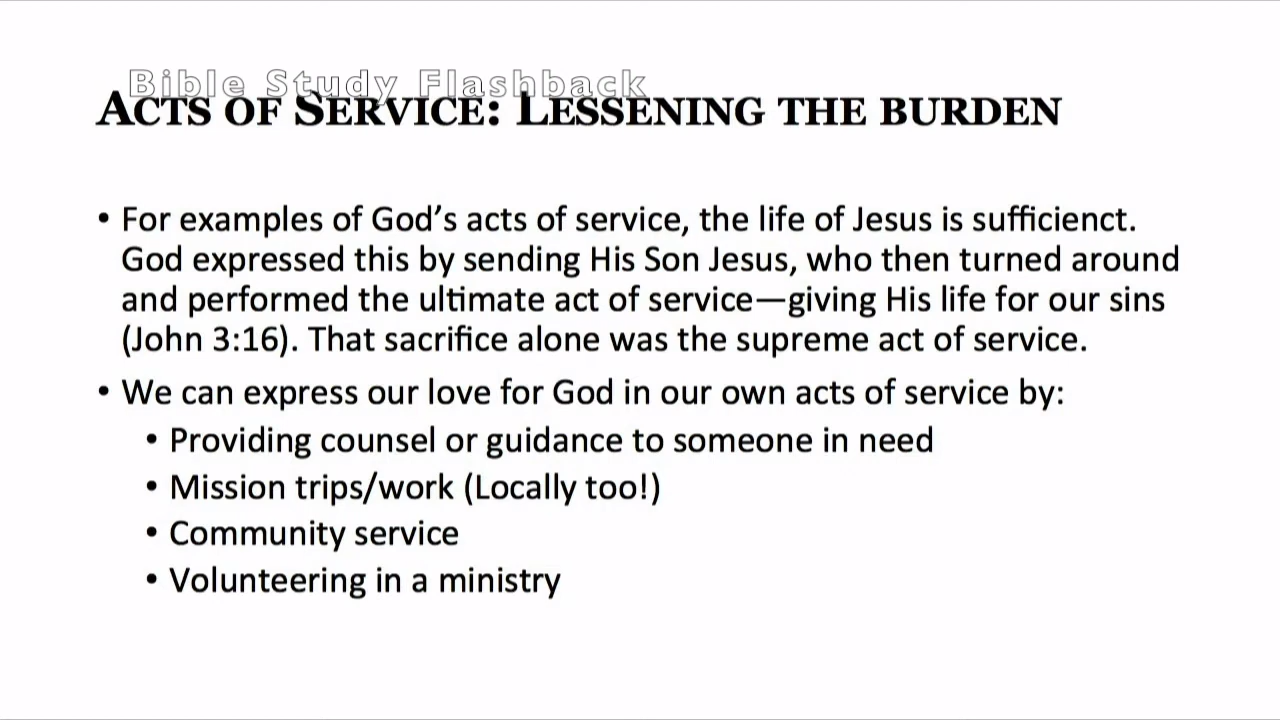 Bible Study Flashback
ACTS OF SERVICE: LESSENING THE BURDEN
• For examples of God’s acts of service, the life of Jesus is sufficienct.
God expressed this by sending His Son Jesus, who then turned around
and performed the ultimate act of service—giving His life for our sins
(John 3:16). That sacrifice alone was the supreme act of service.
• We can express our love for God in our own acts of service by:
• Providing counsel or guidance to someone in need
• Mission trips/work (Locally too!)
• Community service
• Volunteering in a ministry